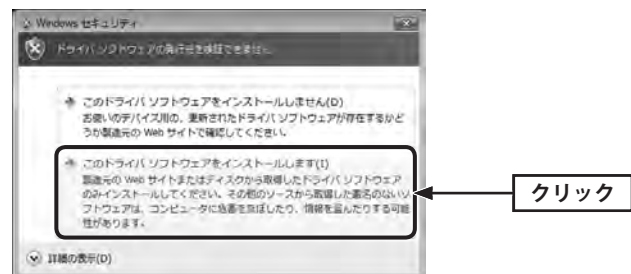 Windows セキュリティ
ドライバ ソフトウェアの発行元を検証できません
このドライバ ソフトウェアをインストールしません(D)
お使いのデバイス用の、更新されたドライバ ソフトウェアが存在するかど
うか製造元の Web サイトで確認してください。
このドライバ ソフトウェアをインストールします(I)
製造元の Web サイトまたはディスクから取得したドライバ ソフトウェア
のみインストールしてください。その他のソースから取得した署名のないソ
フトウェアは、コンピュータに危害を及ぼしたり、情報を盗んだりする可能
性があります。
クリック
詳細の表示(D)